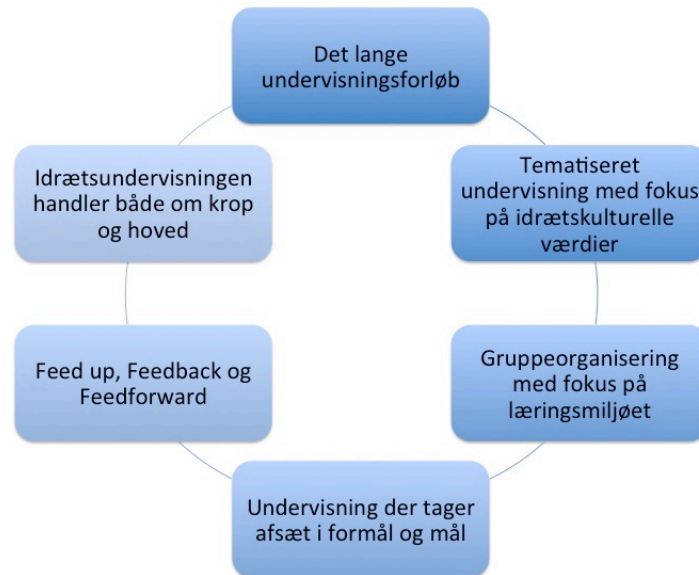 Det lange
undervisningsforløb
Tematiseret
undervisning med fokus
på idrætskulturelle
værdier
Gruppeorganisering
med fokus på
læringsmiljøet
Undervisning der tager
afsæt i formål og mål
Feed up, Feedback og
Feedforward
Idrætsundervisningen
handler både om krop
og hoved